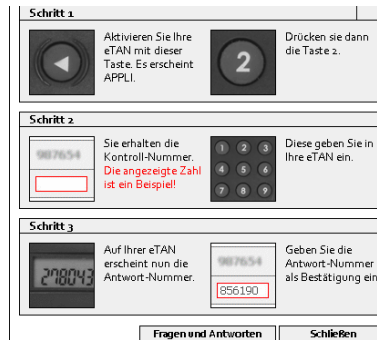 Schritt 1
Aktivieren Sie Ihre
eTAN mit dieser
Taste. Es erscheint
APPLI.
2
Drücken sie dann
die Taste 2.
Schritt 2
987654
Sie erhalten die
Kontroll-Nummer.
Die angezeigte Zahl
ist ein Beispiel!
1 2 3
4 5 6
7 8 9
Diese geben Sie in
Ihre eTAN ein.
Schritt 3
278043
Auf Ihrer eTAN
erscheint nun die
Antwort-Nummer.
987654
856190
Geben Sie die
Antwort-Nummer
als Bestätigung ein
Fragen und Antworten
Schließen